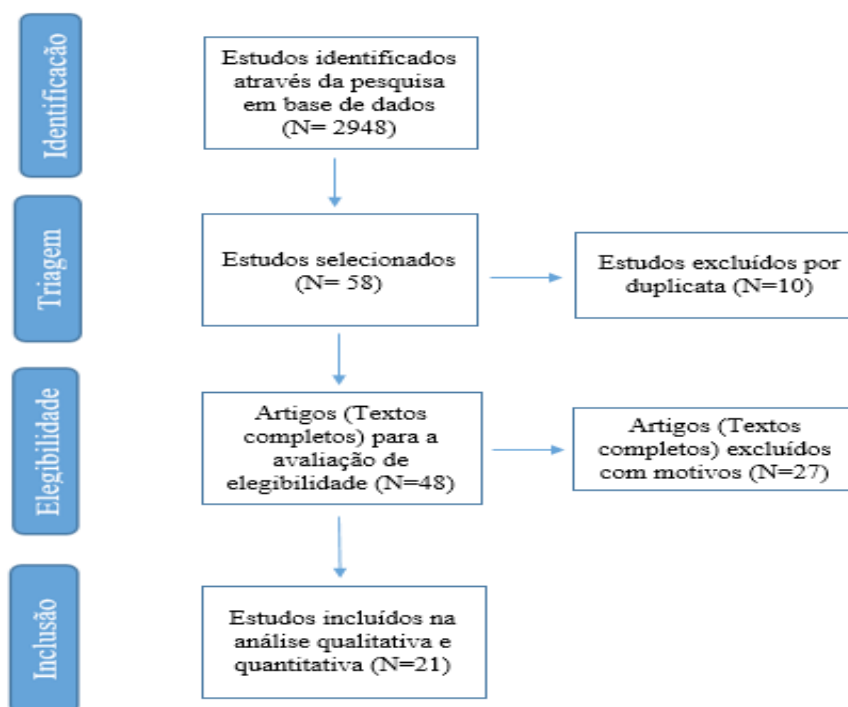 Identificação
Estudos identificados
através da pesquisa
em base de dados
(N= 2948)
Triagem
Estudos selecionados
(N= 58)
Estudos excluídos por
duplicata (N=10)
Elegibilidade
Artigos (Textos
completos) para a
avaliação de
elegibilidade (N=48)
Artigos (Textos
completos) excluídos
com motivos (N=27)
Inclusão
Estudos incluídos na
análise qualitativa e
quantitativa (N=21)